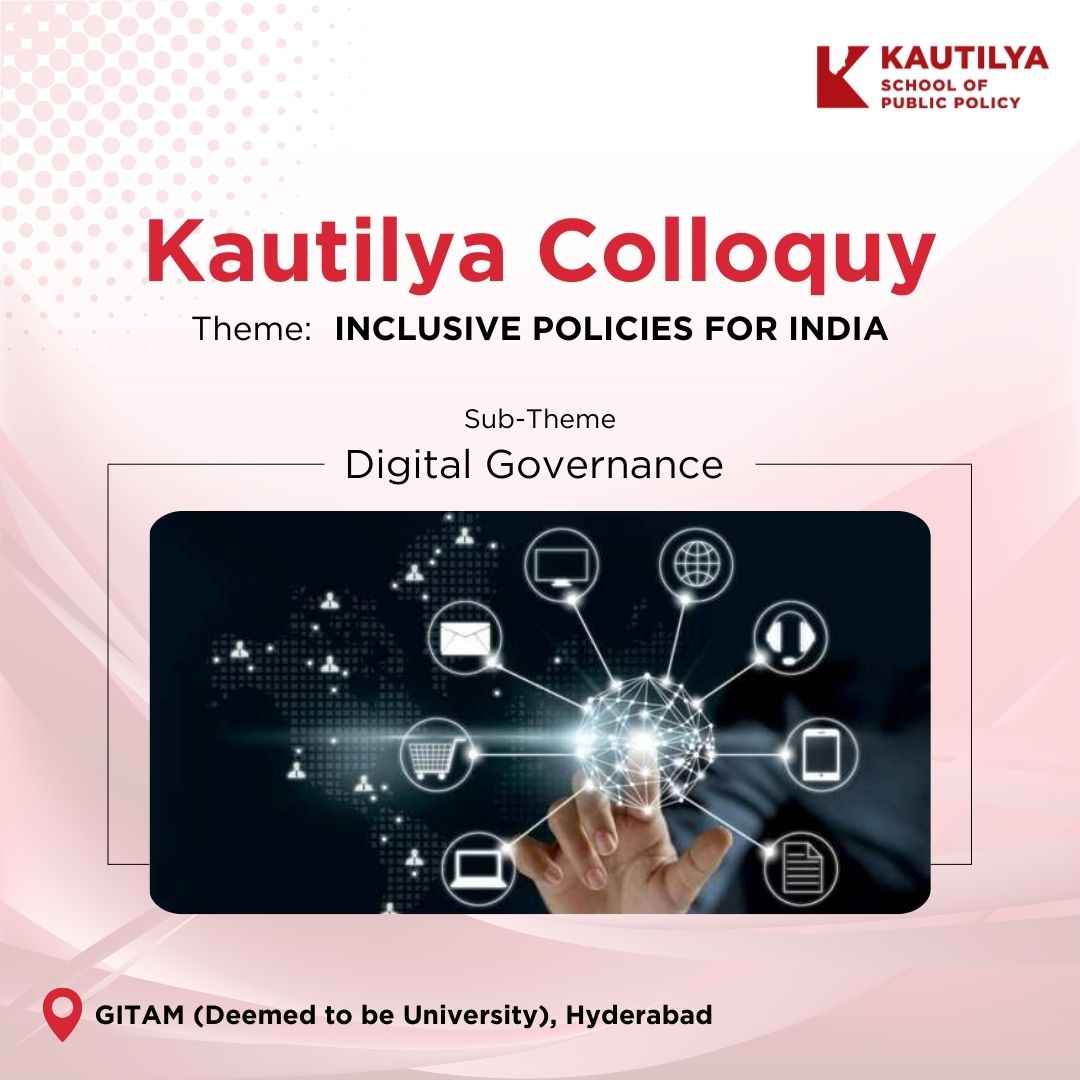 KAUTILYA
SCHOOL OF
PUBLIC POLICY
Kautilya Colloquy
Theme: INCLUSIVE POLICIES FOR INDIA
Sub-Theme
Digital Governance
GITAM (Deemed to be University), Hyderabad